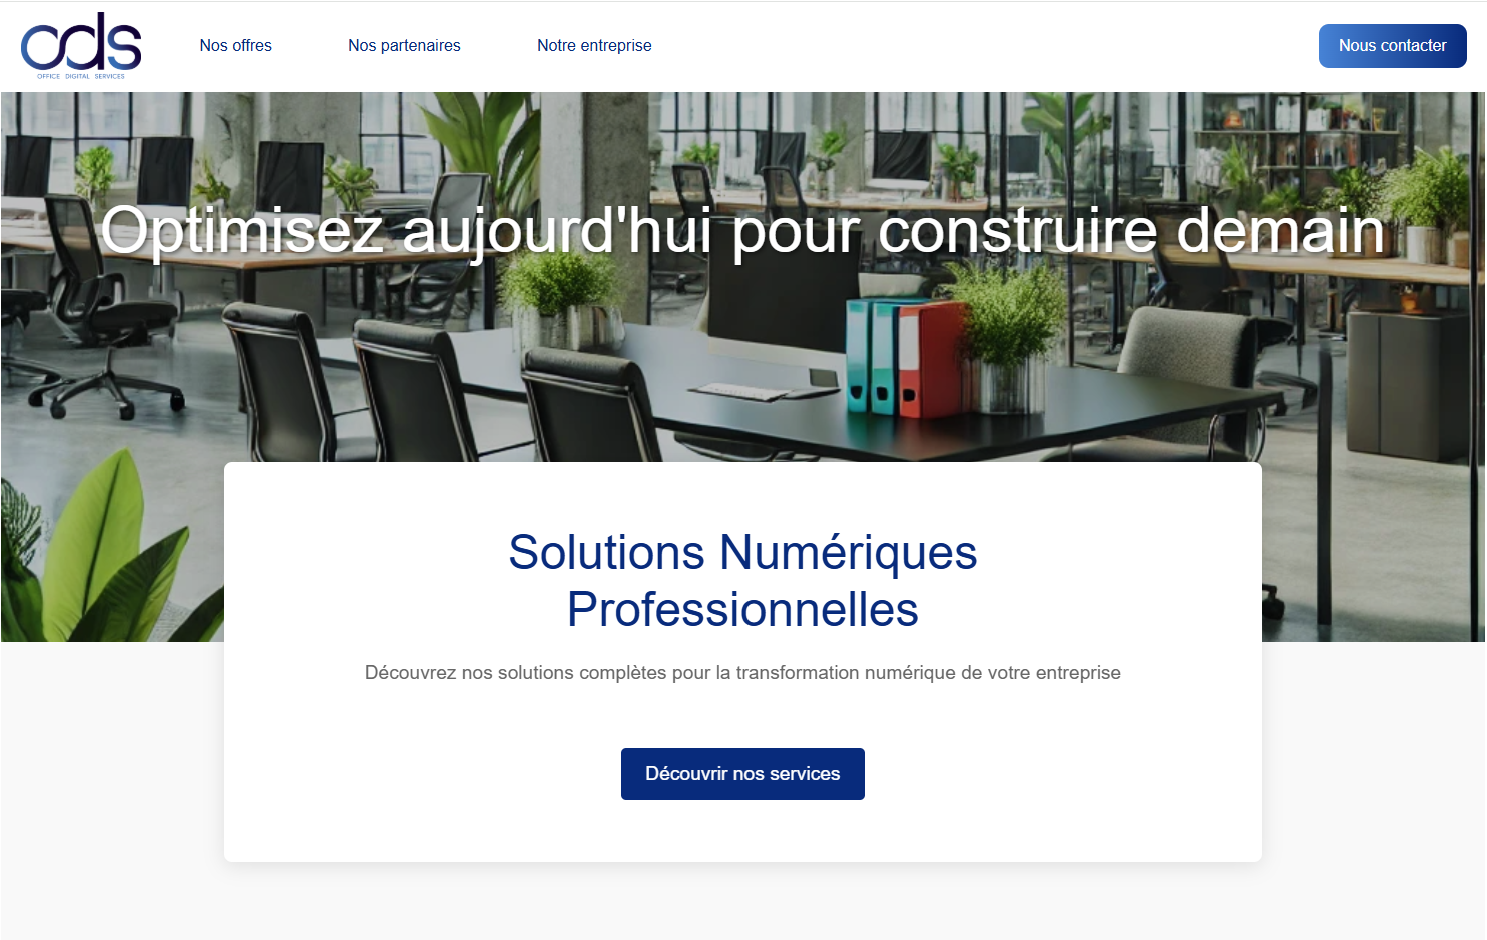 ods
OFFICE DIGITAL SERVICES
Nos offres
Nos partenaires
Notre entreprise
Nous contacter
Optimisez aujourd'hui pour construire demain
Solutions Numériques
Professionnelles
Découvrez nos solutions complètes pour la transformation numérique de votre entreprise
Découvrir nos services